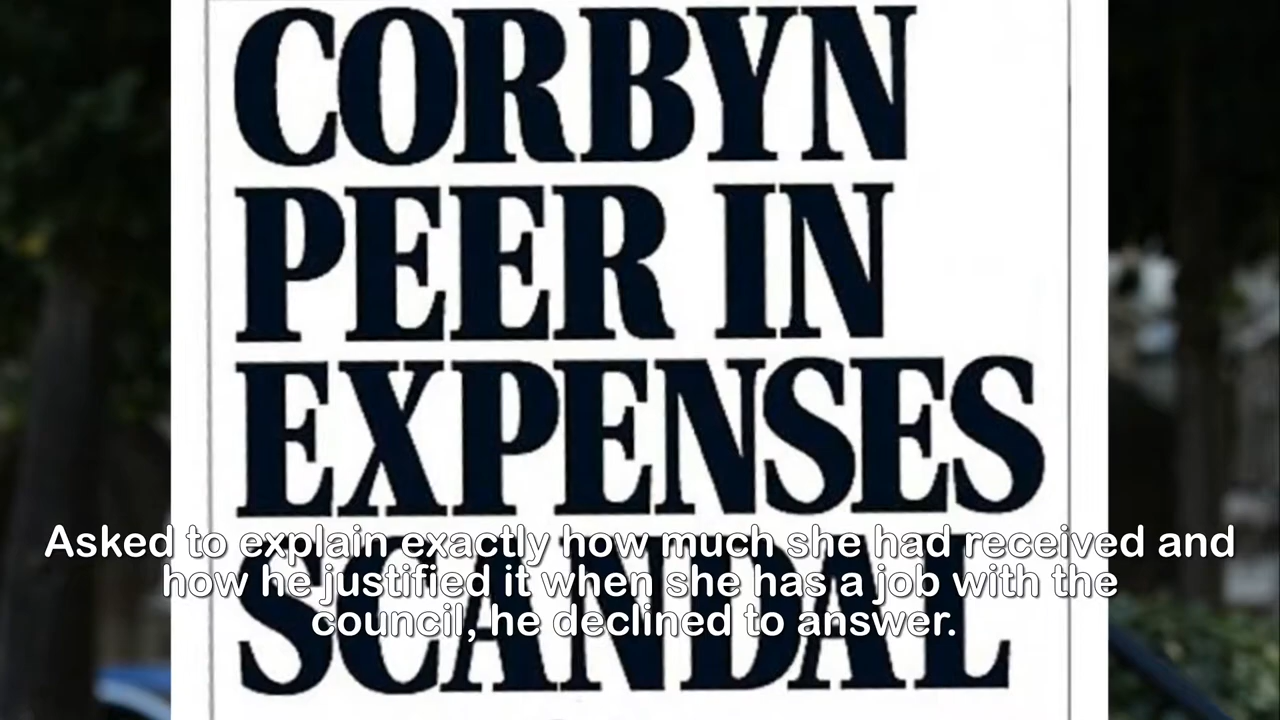 CORBYN
PEER IN
EXPENSES
SCANDAL
Asked to explain exactly how much she had received and
how he justified it when she has a job with the
council, he declined to answer.